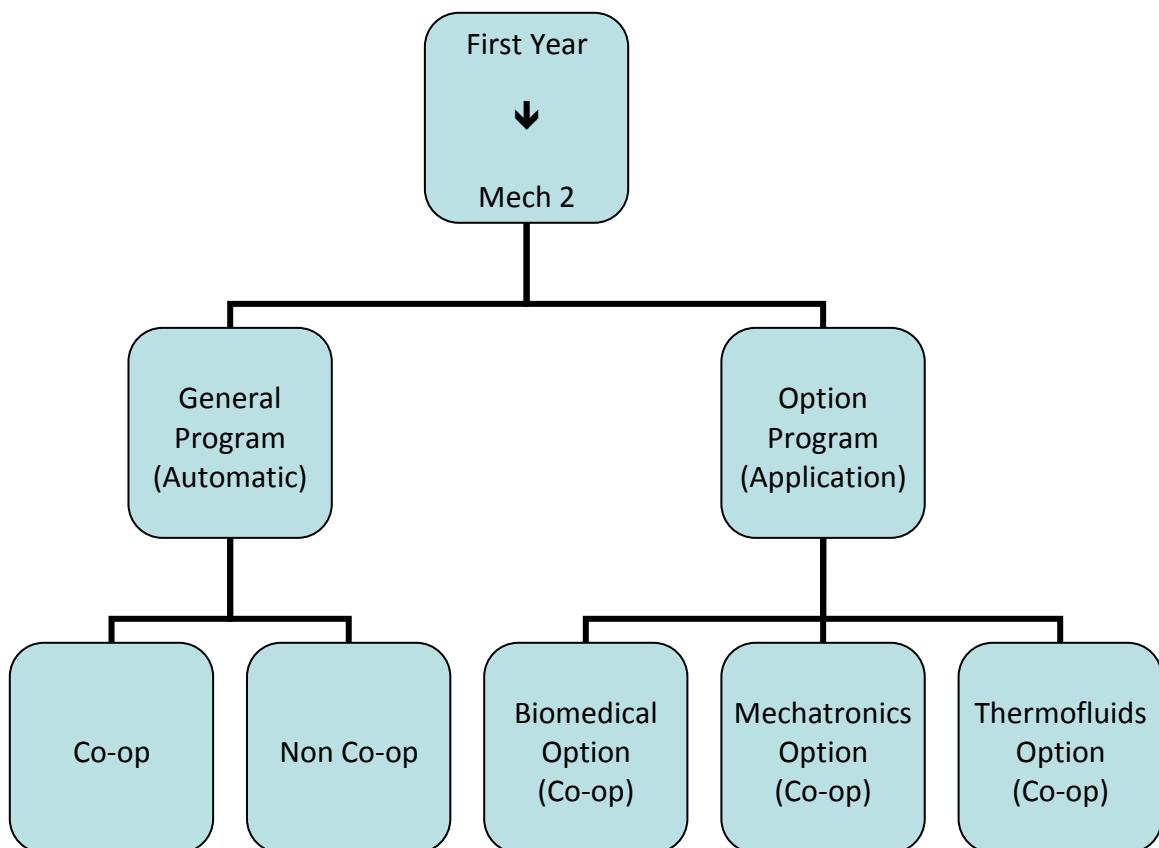 First Year
↓
Mech 2
General
Program
(Automatic)
Option
Program
(Application)
Co-op
Non Co-op
Biomedical
Option
(Co-op)
Mechatronics
Option
(Co-op)
Thermofluids
Option
(Co-op)